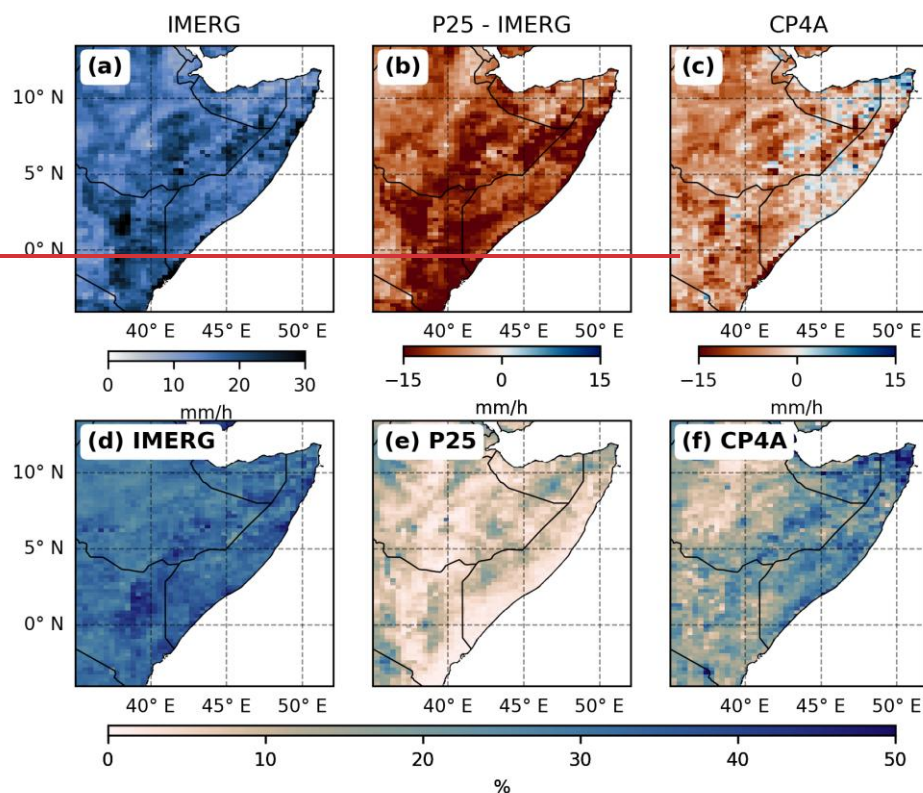 IMERG P25 - IMERG CP4A
(a) (b) (c)
10° N
5° N
0° N
40° E 45° E 50° E 40° E 45° E 50° E 40° E 45° E 50° E
0 10 20 30 −15 0 15 −15 0 15
mm/h mm/h mm/h
(d) IMERG (e) P25 (f) CP4A
10° N
5° N
0° N
40° E 45° E 50° E 40° E 45° E 50° E 40° E 45° E 50° E
0 10 20 30 40 50
%